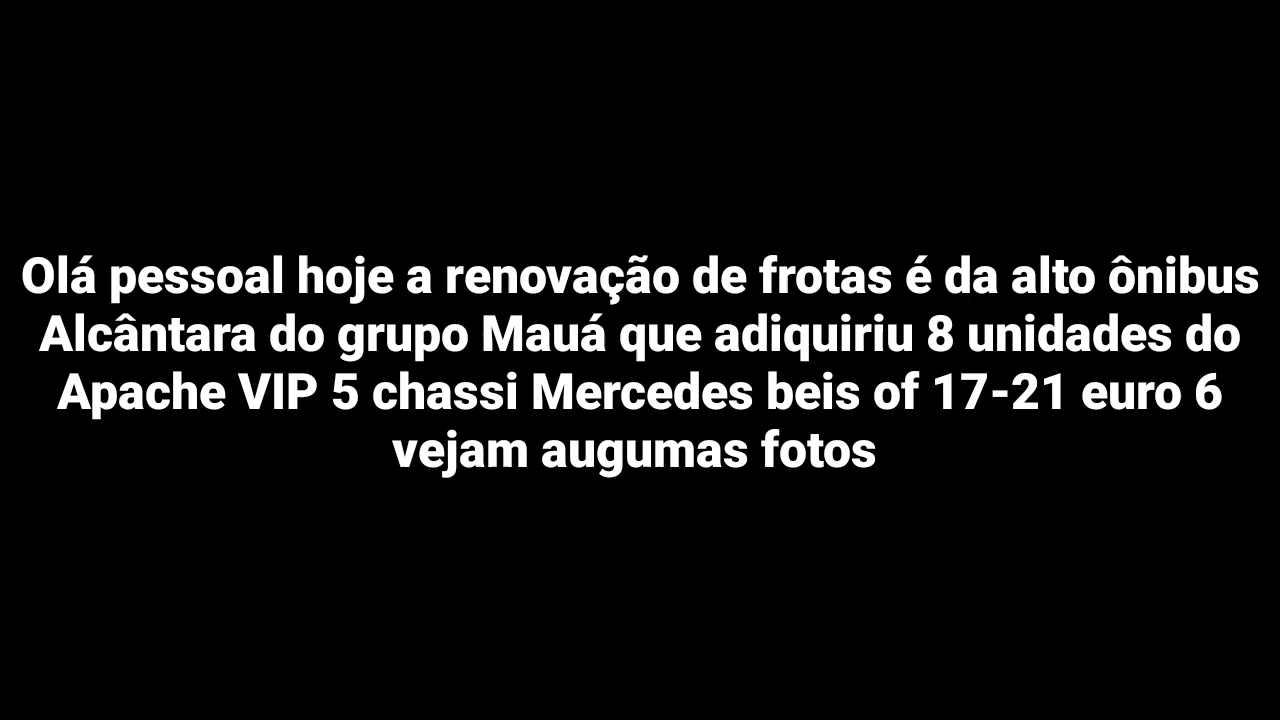 Olá pessoal hoje a renovação de frotas é da alto ônibus
Alcântara do grupo Mauá que adiquiriu 8 unidades do
Apache VIP 5 chassi Mercedes beis of 17-21 euro 6
vejam augumas fotos